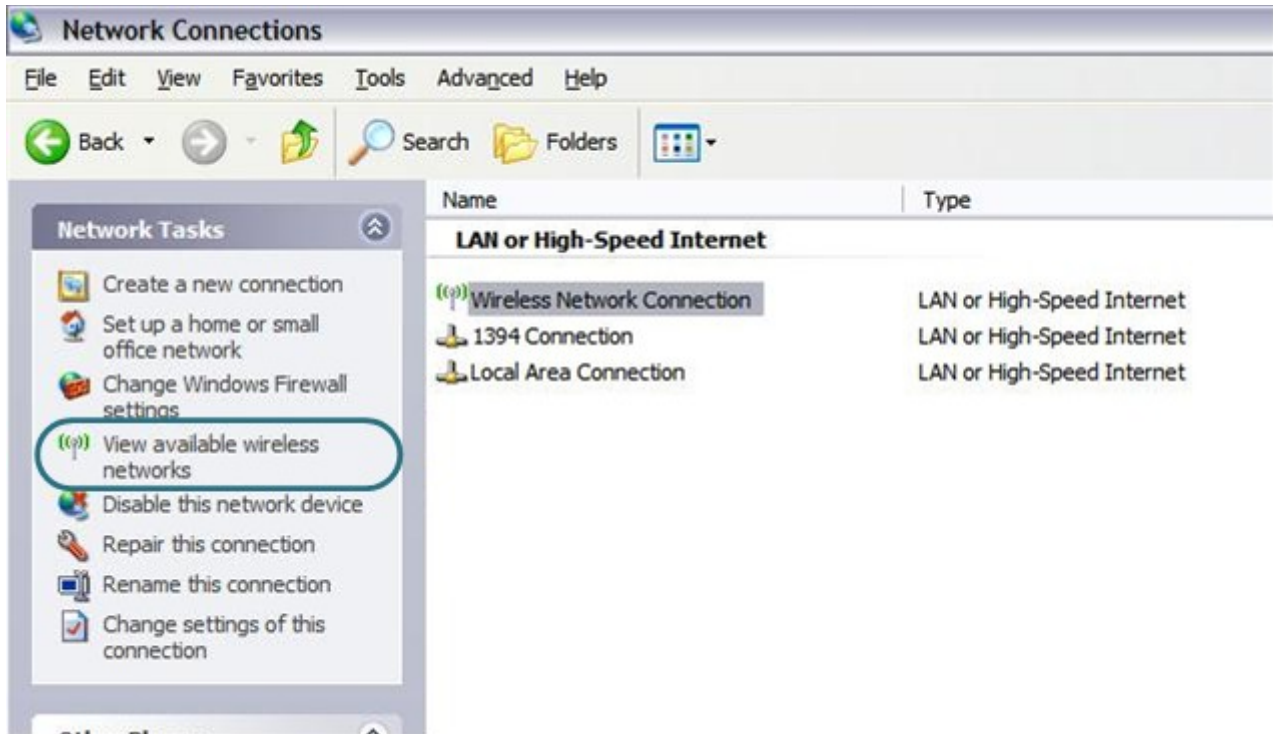 Network Connections
File Edit View Favorites Tools Advanced Help
Back Search Folders
Network Tasks
Create a new connection
Set up a home or small
office network
Change Windows Firewall
settings
View available wireless
networks
Disable this network device
Repair this connection
Rename this connection
Change settings of this
connection
Name Type
LAN or High-Speed Internet
Wireless Network Connection LAN or High-Speed Internet
1394 Connection LAN or High-Speed Internet
Local Area Connection LAN or High-Speed Internet